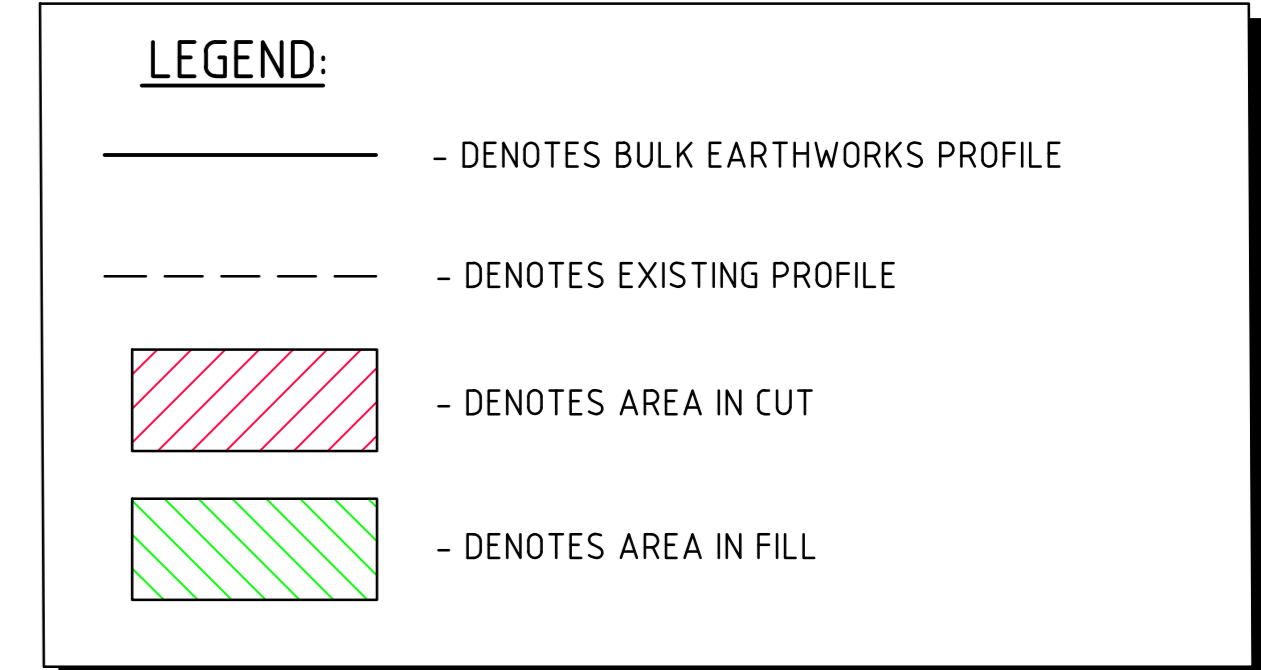 LEGEND:
- DENOTES BULK EARTHWORKS PROFILE
- DENOTES EXISTING PROFILE
- DENOTES AREA IN CUT
- DENOTES AREA IN FILL